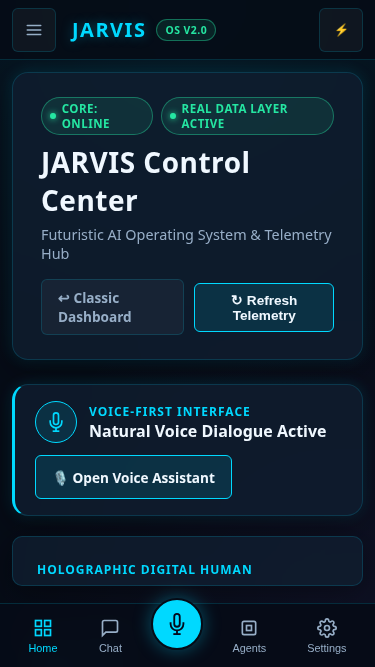 JARVIS OS V2.0 ⚡
CORE: ONLINE
REAL DATA LAYER ACTIVE
JARVIS Control
Center
Futuristic AI Operating System & Telemetry
Hub
↩ Classic
Dashboard
↻ Refresh
Telemetry
VOICE-FIRST INTERFACE
Natural Voice Dialogue Active
🎙️ Open Voice Assistant
HOLOGRAPHIC DIGITAL HUMAN
Home Chat Agents Settings